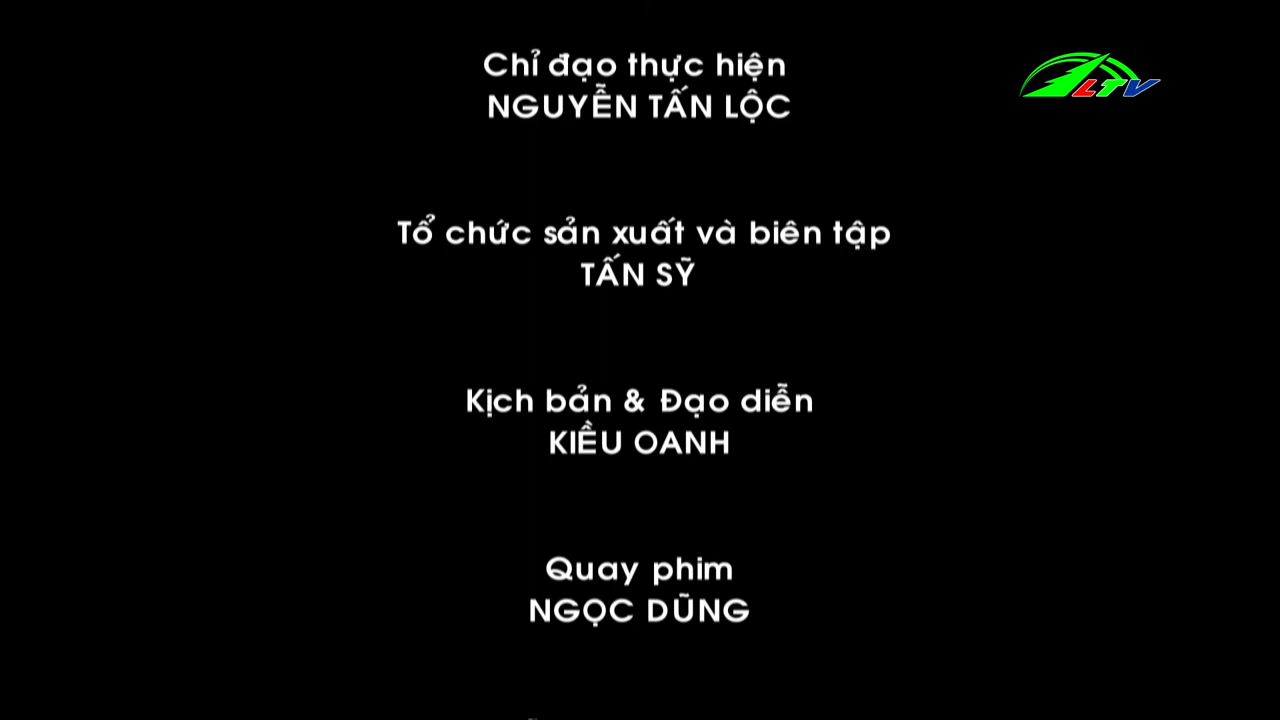 Chỉ đạo thực hiện
NGUYỄN TẤN LỘC
LTV
Tổ chức sản xuất và biên tập
TẤN SỸ
Kịch bản & Đạo diễn
KIỀU OANH
Quay phim
NGỌC DŨNG